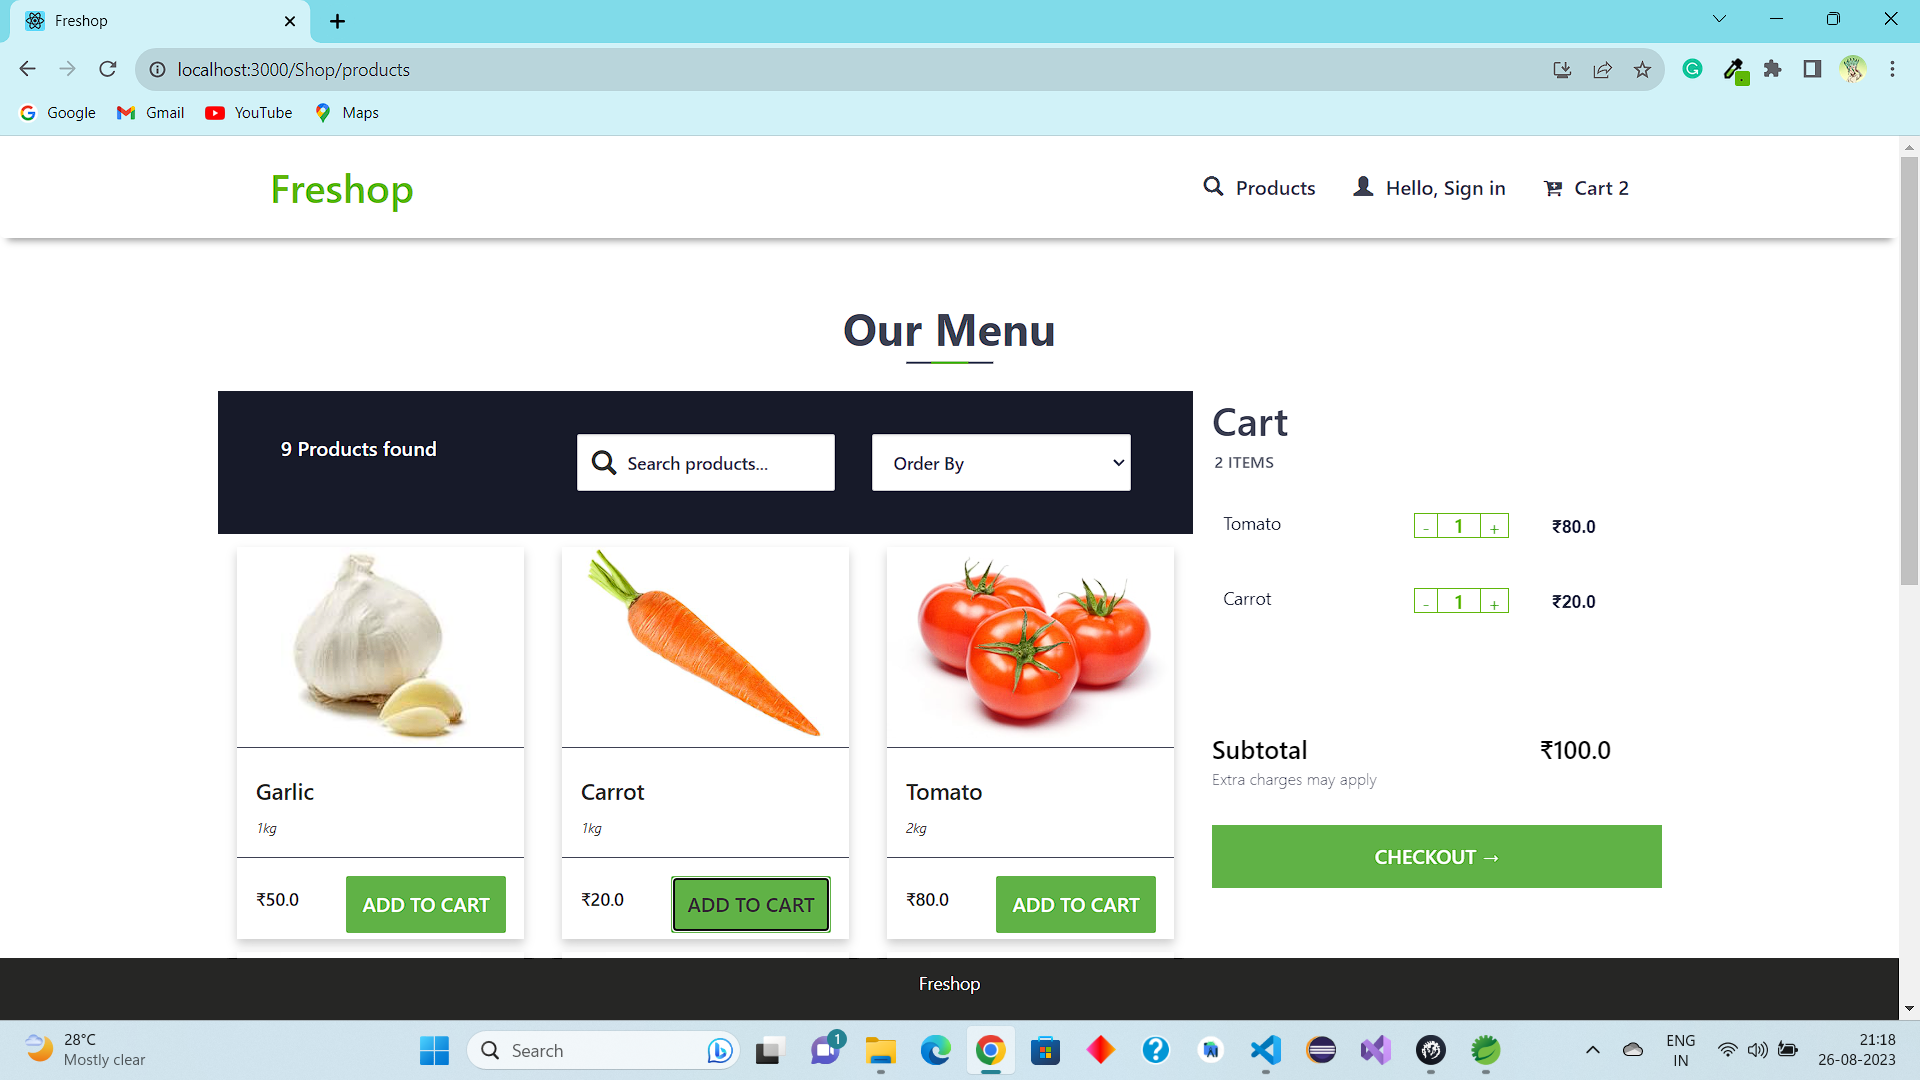 Freshop
localhost:3000/Shop/products
Google Gmail YouTube Maps
Freshop
Products Hello, Sign in Cart 2
Our Menu
9 Products found
Search products...
Order By
Garlic
1kg
₹50.0 ADD TO CART
Carrot
1kg
₹20.0 ADD TO CART
Tomato
2kg
₹80.0 ADD TO CART
Cart
2 ITEMS
Tomato - 1 + ₹80.0
Carrot - 1 + ₹20.0
Subtotal ₹100.0
Extra charges may apply
CHECKOUT →
Freshop
28°C
Mostly clear
Search
1
ENG
IN
21:18
26-08-2023